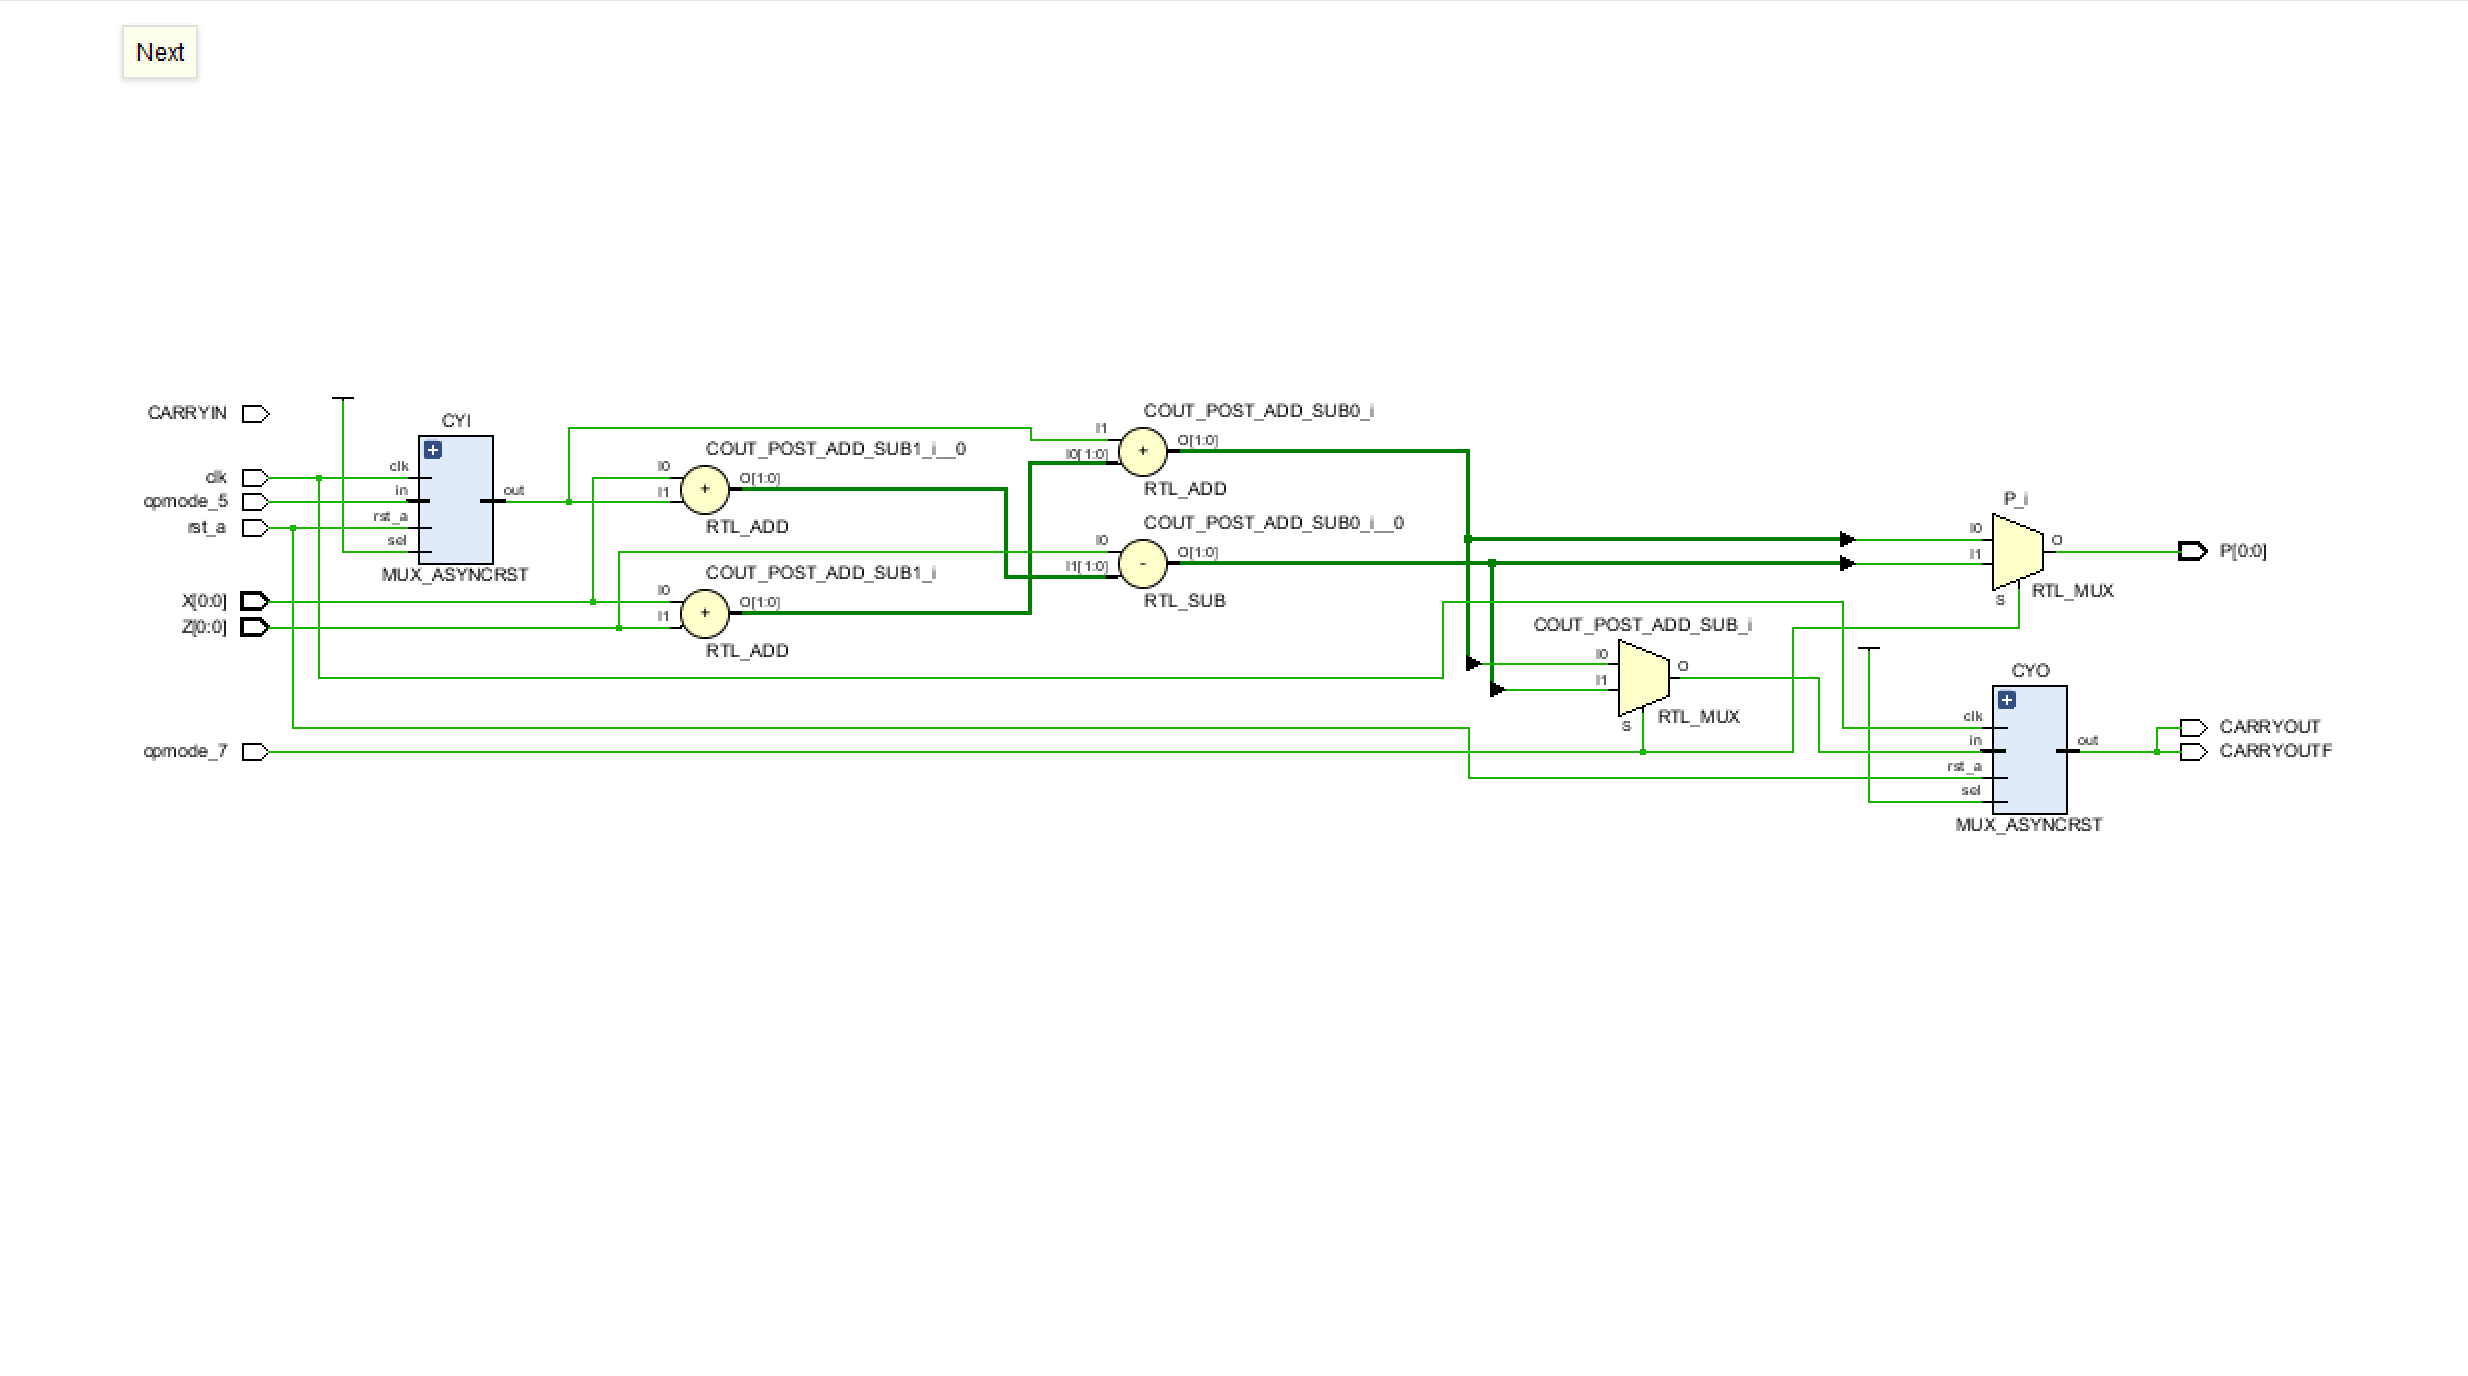 Next
CARRYIN
clk
opmode_5
rst_a
X[0:0]
Z[0:0]
opmode_7
CYI
clk
in
rst_a
sel
out
MUX_ASYNCRST
COUT_POST_ADD_SUB1_i__0
I0
I1
O[1:0]
RTL_ADD
COUT_POST_ADD_SUB1_i
I0
I1
O[1:0]
RTL_ADD
COUT_POST_ADD_SUB0_i
I1
I0[1:0]
O[1:0]
RTL_ADD
COUT_POST_ADD_SUB0_i__0
I0
I1[1:0]
O[1:0]
RTL_SUB
COUT_POST_ADD_SUB_i
I0
I1
O
S
RTL_MUX
P_i
I0
I1
O
S
RTL_MUX
CYO
clk
in
rst_a
sel
out
MUX_ASYNCRST
P[0:0]
CARRYOUT
CARRYOUTF